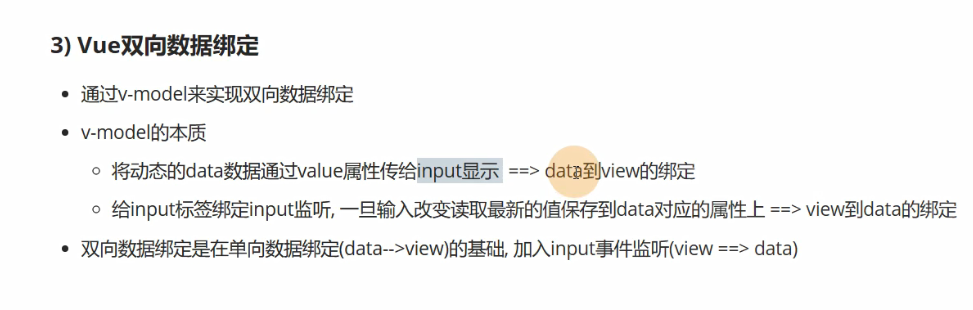 3) Vue双向数据绑定
通过v-model来实现双向数据绑定
v-model的本质
将动态的data数据通过value属性传给input显示 ==> data到view的绑定
给input标签绑定input监听, 一旦输入改变读取最新的值保存到data对应的属性上 ==> view到data的绑定
双向数据绑定是在单向数据绑定(data-->view)的基础, 加入input事件监听(view ==> data)